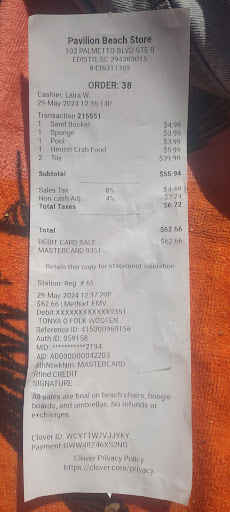 Pavilion Beach Store
102 PALMETTO BLVD STE B
EDISTO, SC 294383015
8436311369
ORDER: 38
Cashier: Laira W.
29-May 2024 12:36:14P
Transaction 215551
1 Sand Bucket $4.99
1 Sponge $0.99
1 Pool $3.99
1 Hermit Crab Food $5.99
2 Toy $39.98
Subtotal $55.94
Sales Tax 8% $4.48
Non-cash Adj. 4% $2.24
Total Taxes $6.72
Total $62.66
DEBIT CARD SALE $62.66
MASTERCARD 9351
Retain this copy for statement validation
Station: Reg. # 65
29-May 2024 12:37:29P
$62.66 | Method: EMV
Debit XXXXXXXXXXXX9351
TONYA O FOLK WOOTEN
Reference ID: 415000969156
Auth ID: 059158
MID: ***********2194
AID: A0000000042203
AthNtwkNm: MASTERCARD
RtInd:CREDIT
SIGNATURE
All sales are final on beach chairs, boogie
boards, and umbrellas. No refunds or
exchanges.
Clover ID: WCYTTW7VJJYKY
Payment GWW48Z46XS2NG
Clover Privacy Policy
https://clover.com/privacy